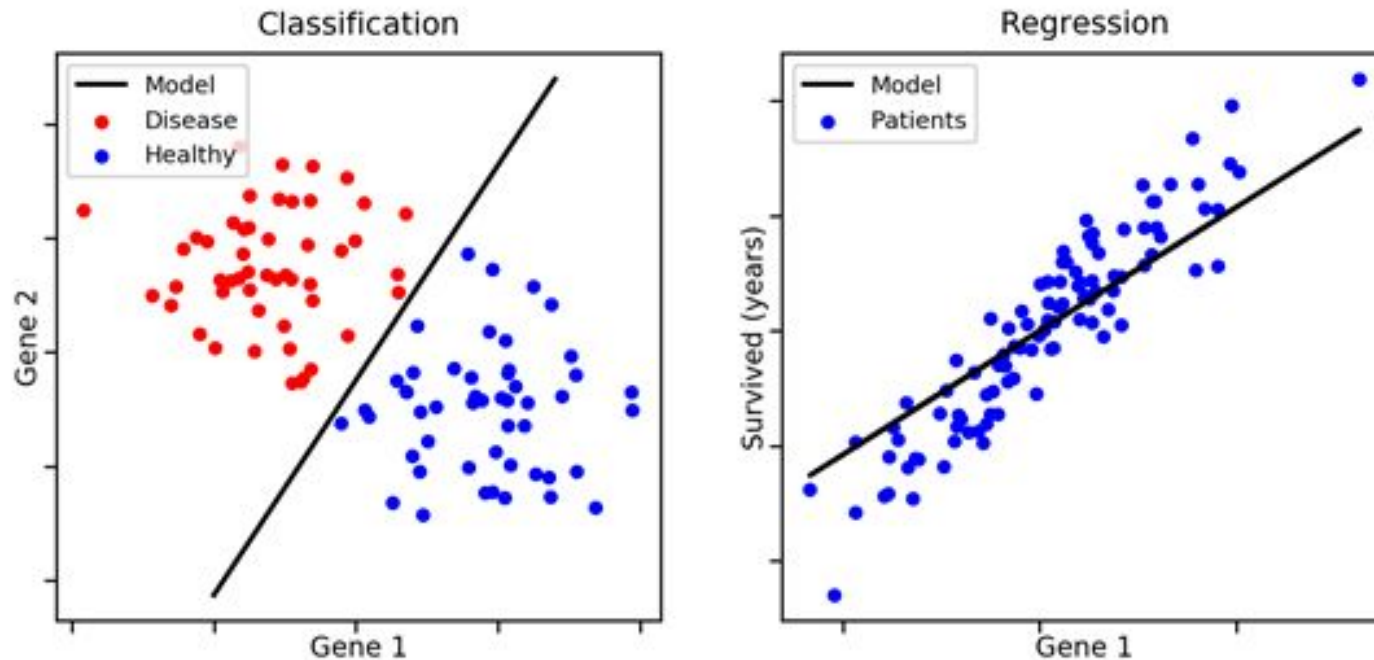 Classification
Model
Disease
Healthy
Gene 2
Gene 1
Regression
Model
Patients
Survived (years)
Gene 1